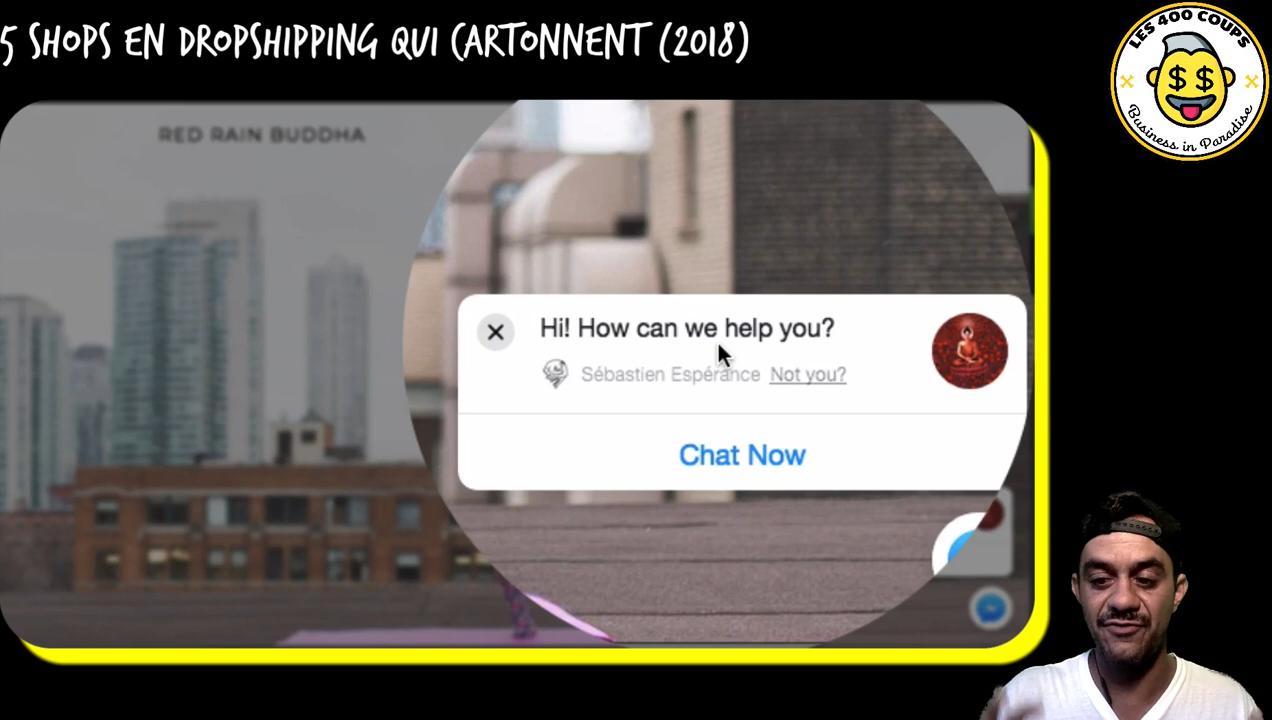 5 SHOPS EN DROPSHIPPING QUI CARTONNENT (2018)
LES 400 COUPS
$ $
Business in Paradise
RED RAIN BUDDHA
Hi! How can we help you?
Sébastien Espérance Not you?
Chat Now